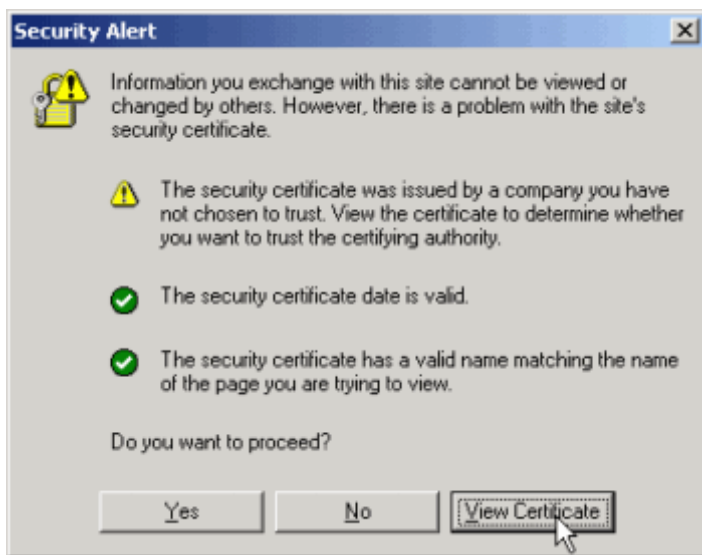 Security Alert
Information you exchange with this site cannot be viewed or
changed by others. However, there is a problem with the site's
security certificate.
The security certificate was issued by a company you have
not chosen to trust. View the certificate to determine whether
you want to trust the certifying authority.
The security certificate date is valid.
The security certificate has a valid name matching the name
of the page you are trying to view.
Do you want to proceed?
Yes No View Certificate